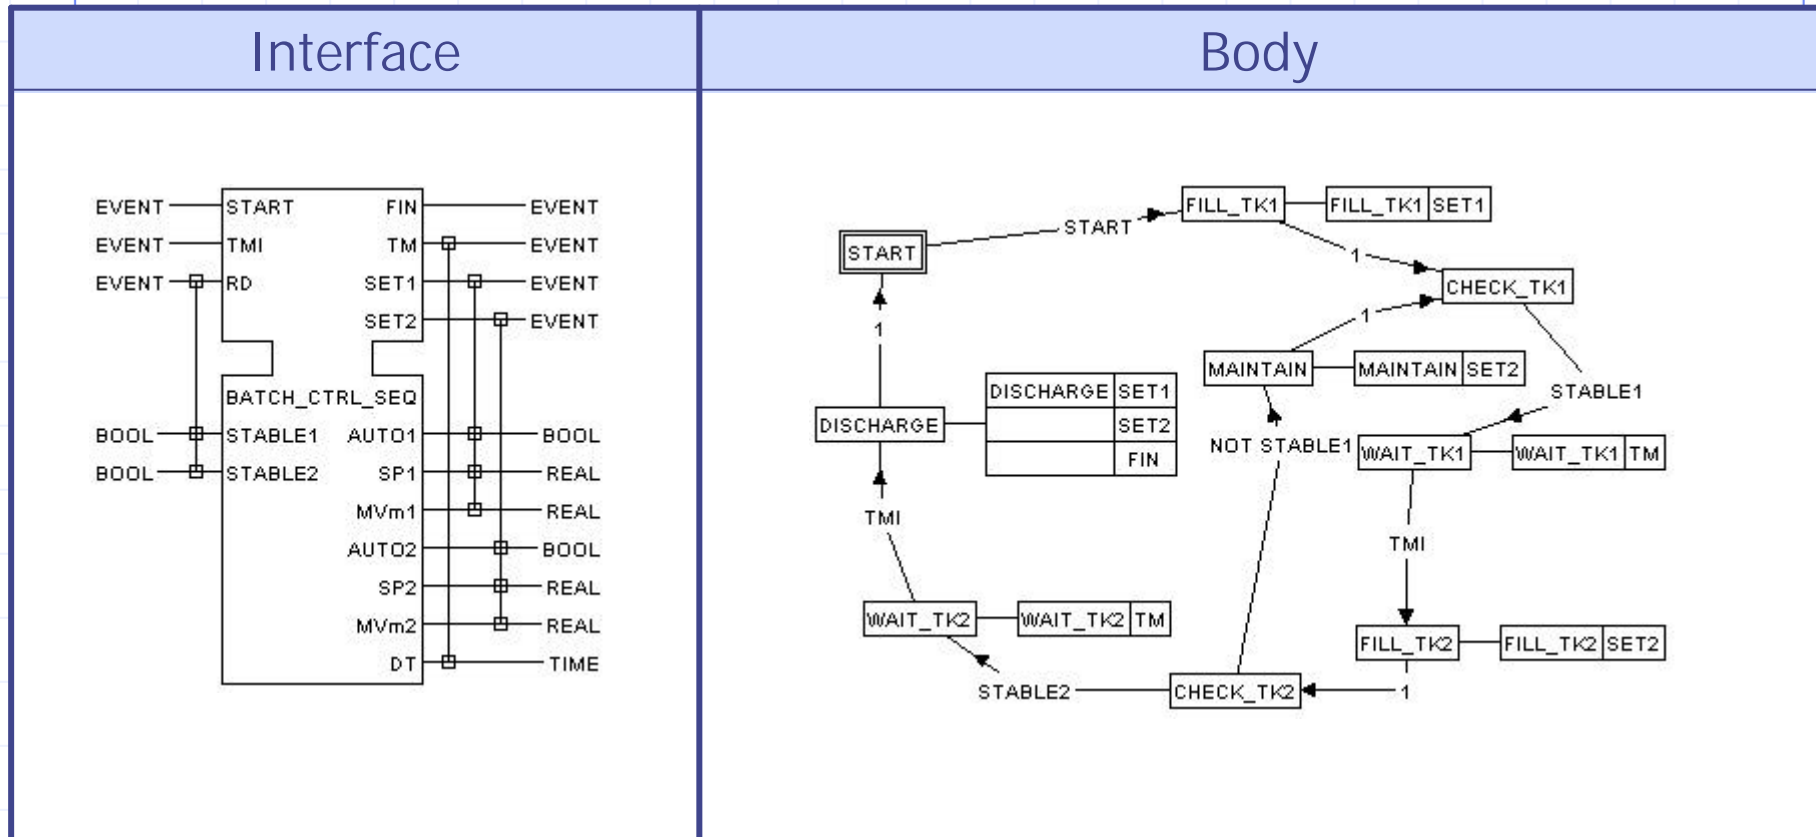 Interface
Body
EVENT START FIN EVENT
EVENT TMI TM EVENT
EVENT RD SET1 EVENT
SET2 EVENT
BATCH_CTRL_SEQ
BOOL STABLE1 AUTO1 BOOL
BOOL STABLE2 SP1 REAL
MVm1 REAL
AUTO2 BOOL
SP2 REAL
MVm2 REAL
DT TIME
START
START
FILL_TK1 FILL_TK1 SET1
1
CHECK_TK1
1
1
MAINTAIN MAINTAIN SET2
STABLE1
DISCHARGE
DISCHARGE SET1
SET2
FIN
NOT STABLE1
WAIT_TK1 WAIT_TK1 TM
TMI
TMI
WAIT_TK2 WAIT_TK2 TM
FILL_TK2 FILL_TK2 SET2
STABLE2
CHECK_TK2
1